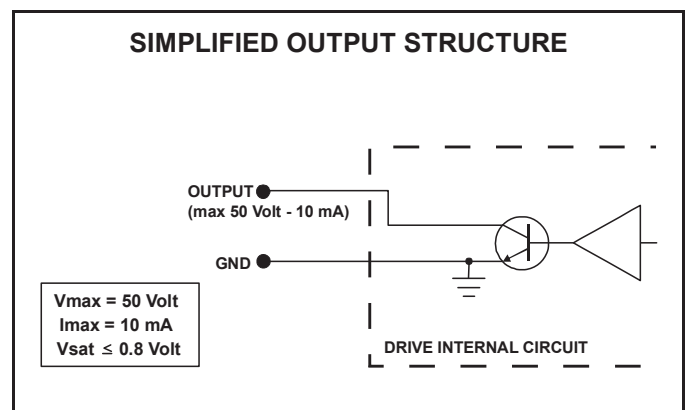 SIMPLIFIED OUTPUT STRUCTURE
OUTPUT
(max 50 Volt - 10 mA)
GND
Vmax = 50 Volt
Imax = 10 mA
Vsat ≤ 0.8 Volt
DRIVE INTERNAL CIRCUIT